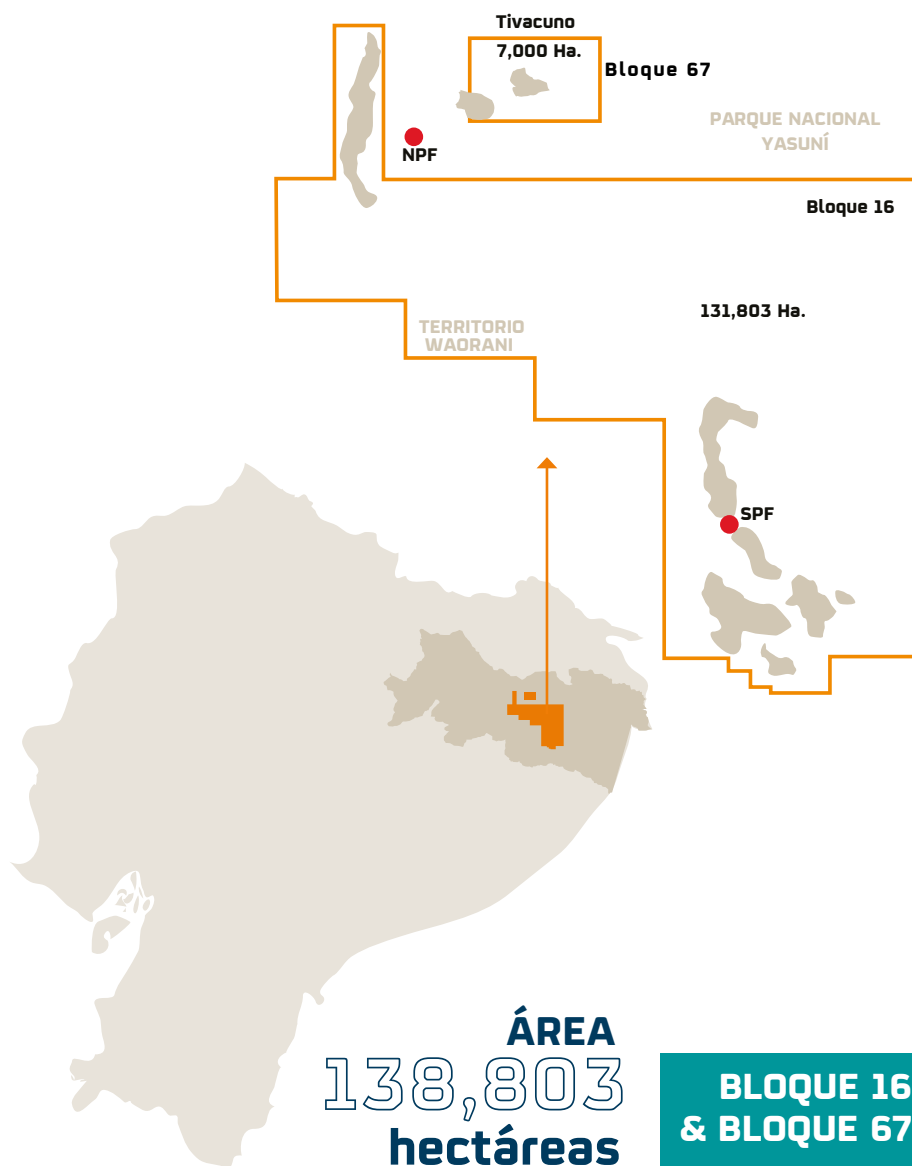 Tivacuno
7,000 Ha.
Bloque 67
PARQUE NACIONAL
YASUNÍ
NPF
Bloque 16
131,803 Ha.
TERRITORIO
WAORANI
SPF
ÁREA
138,803
hectáreas
BLOQUE 16
& BLOQUE 67